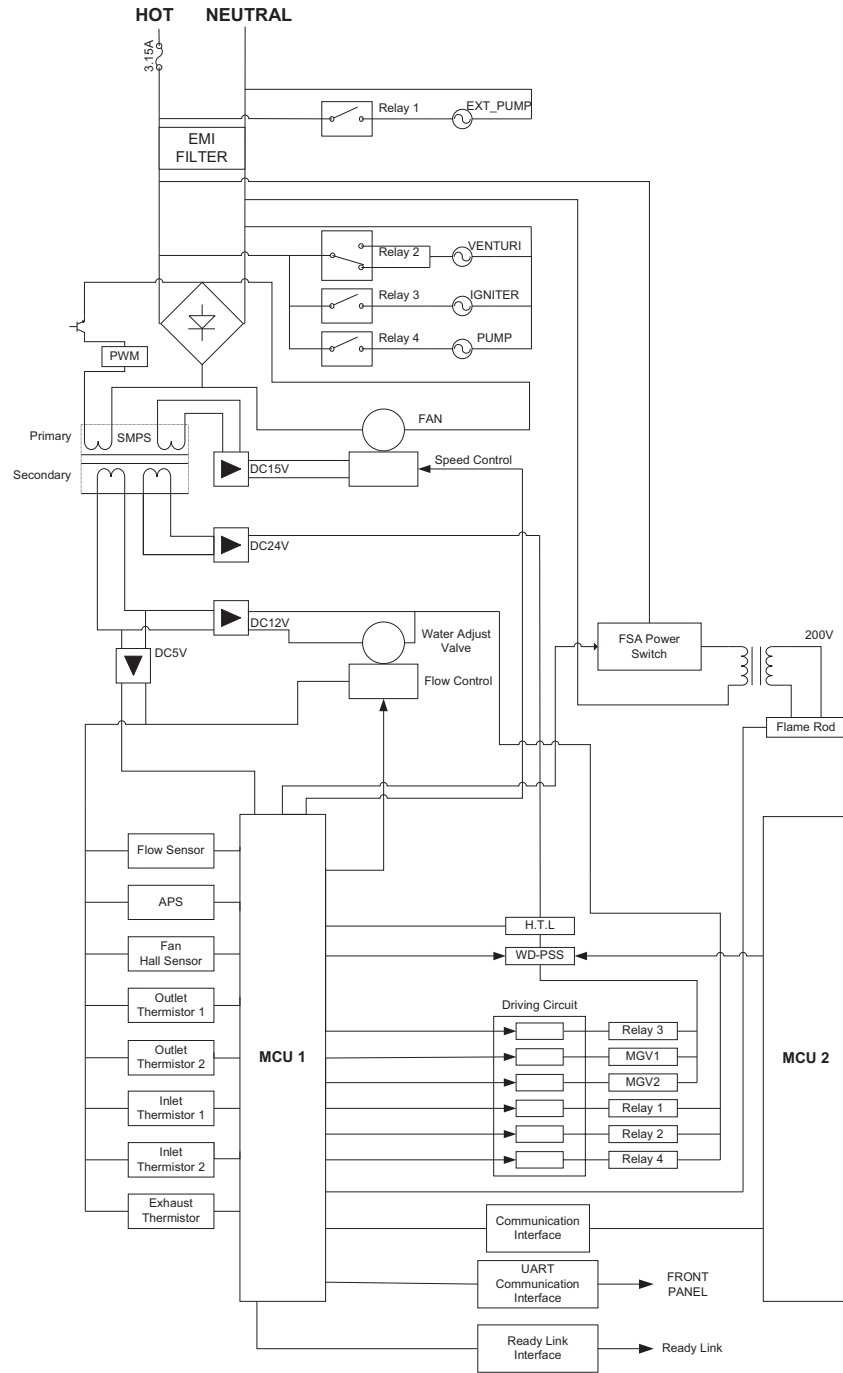 HOT NEUTRAL
3.15A
Relay 1
EXT_PUMP
EMI
FILTER
Relay 2
VENTURI
Relay 3
IGNITER
Relay 4
PUMP
PWM
FAN
Primary
SMPS
Speed Control
Secondary
DC15V
DC24V
DC12V
Water Adjust
Valve
FSA Power
Switch
200V
DC5V
Flow Control
Flame Rod
Flow Sensor
APS
Fan
Hall Sensor
Outlet
Thermistor 1
Outlet
Thermistor 2
Inlet
Thermistor 1
Inlet
Thermistor 2
Exhaust
Thermistor
MCU 1
H.T.L
WD-PSS
Driving Circuit
Relay 3
MGV1
MGV2
Relay 1
Relay 2
Relay 4
MCU 2
Communication
Interface
UART
Communication
Interface
FRONT
PANEL
Ready Link
Interface
Ready Link